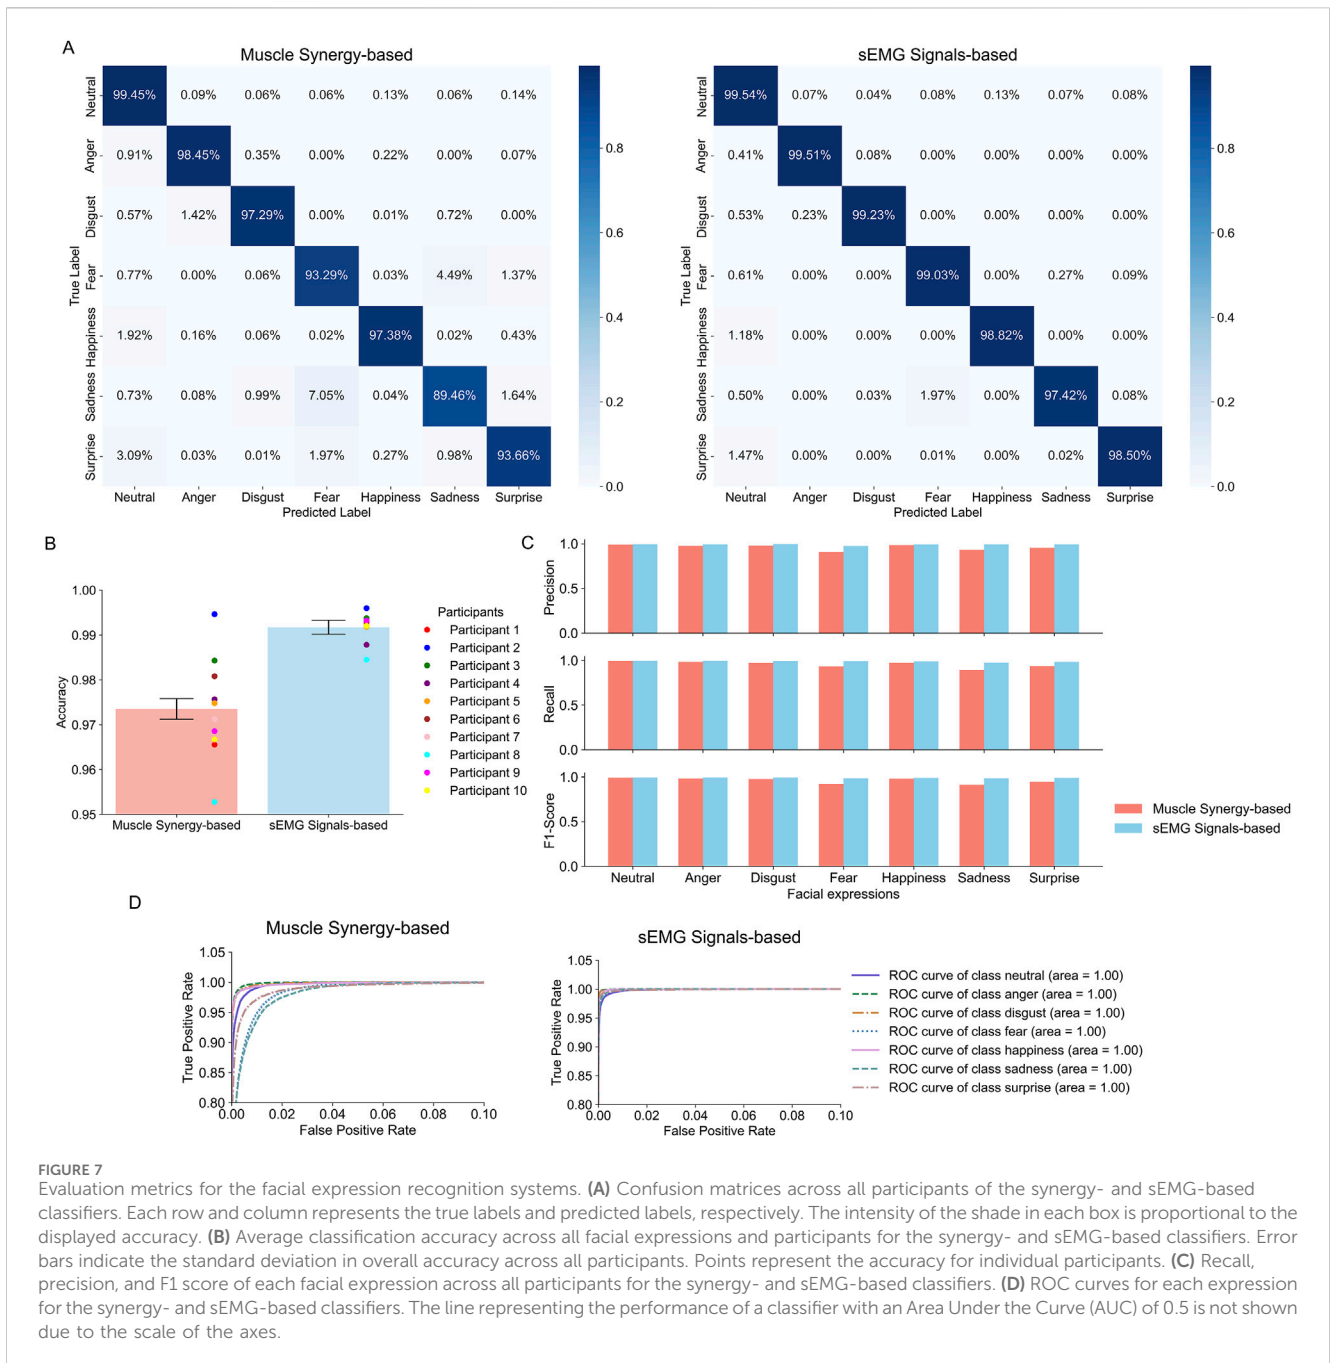 A
Muscle Synergy-based
sEMG Signals-based
True Label
Neutral 99.45% 0.09% 0.06% 0.06% 0.13% 0.06% 0.14%
Anger 0.91% 98.45% 0.35% 0.00% 0.22% 0.00% 0.07%
Disgust 0.57% 1.42% 97.29% 0.00% 0.01% 0.72% 0.00%
Fear 0.77% 0.00% 0.06% 93.29% 0.03% 4.49% 1.37%
Happiness 1.92% 0.16% 0.06% 0.02% 97.38% 0.02% 0.43%
Sadness 0.73% 0.08% 0.99% 7.05% 0.04% 89.46% 1.64%
Surprise 3.09% 0.03% 0.01% 1.97% 0.27% 0.98% 93.66%
Neutral Anger Disgust Fear Happiness Sadness Surprise
Predicted Label
0.8
0.6
0.4
0.2
0.0
True Label
Neutral 99.54% 0.07% 0.04% 0.08% 0.13% 0.07% 0.08%
Anger 0.41% 99.51% 0.08% 0.00% 0.00% 0.00% 0.00%
Disgust 0.53% 0.23% 99.23% 0.00% 0.00% 0.00% 0.00%
Fear 0.61% 0.00% 0.00% 99.03% 0.00% 0.27% 0.09%
Happiness 1.18% 0.00% 0.00% 0.00% 98.82% 0.00% 0.00%
Sadness 0.50% 0.00% 0.03% 1.97% 0.00% 97.42% 0.08%
Surprise 1.47% 0.00% 0.00% 0.01% 0.00% 0.02% 98.50%
Neutral Anger Disgust Fear Happiness Sadness Surprise
Predicted Label
0.8
0.6
0.4
0.2
0.0
B
Accuracy
1.00
0.99
0.98
0.97
0.96
0.95
Muscle Synergy-based sEMG Signals-based
Participants
Participant 1
Participant 2
Participant 3
Participant 4
Participant 5
Participant 6
Participant 7
Participant 8
Participant 9
Participant 10
C
Precision
1.0
0.5
0.0
Recall
1.0
0.5
0.0
F1-Score
1.0
0.5
0.0
Neutral Anger Disgust Fear Happiness Sadness Surprise
Facial expressions
Muscle Synergy-based
sEMG Signals-based
D
Muscle Synergy-based
True Positive Rate
1.05
1.00
0.95
0.90
0.85
0.80
0.00 0.02 0.04 0.06 0.08 0.10
False Positive Rate
sEMG Signals-based
True Positive Rate
1.05
1.00
0.95
0.90
0.85
0.80
0.00 0.02 0.04 0.06 0.08 0.10
False Positive Rate
ROC curve of class neutral (area = 1.00)
ROC curve of class anger (area = 1.00)
ROC curve of class disgust (area = 1.00)
ROC curve of class fear (area = 1.00)
ROC curve of class happiness (area = 1.00)
ROC curve of class sadness (area = 1.00)
ROC curve of class surprise (area = 1.00)
FIGURE 7
Evaluation metrics for the facial expression recognition systems. (A) Confusion matrices across all participants of the synergy- and sEMG-based
classifiers. Each row and column represents the true labels and predicted labels, respectively. The intensity of the shade in each box is proportional to the
displayed accuracy. (B) Average classification accuracy across all facial expressions and participants for the synergy- and sEMG-based classifiers. Error
bars indicate the standard deviation in overall accuracy across all participants. Points represent the accuracy for individual participants. (C) Recall,
precision, and F1 score of each facial expression across all participants for the synergy- and sEMG-based classifiers. (D) ROC curves for each expression
for the synergy- and sEMG-based classifiers. The line representing the performance of a classifier with an Area Under the Curve (AUC) of 0.5 is not shown
due to the scale of the axes.